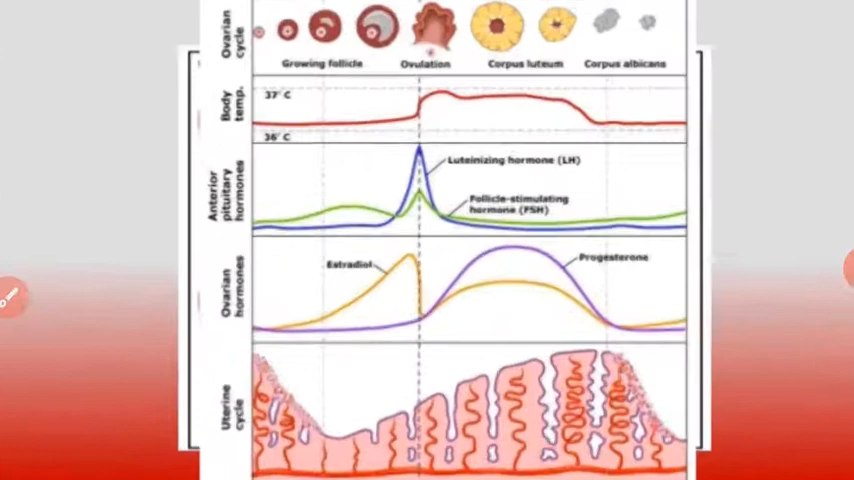 Ovarian
cycle
Growing follicle
Ovulation
Corpus luteum
Corpus albicans
Body
temp.
37° C
36° C
Anterior
pituitary
hormones
Luteinizing hormone (LH)
Follicle-stimulating
hormone (FSH)
Ovarian
hormones
Estradiol
Progesterone
Uterine
cycle